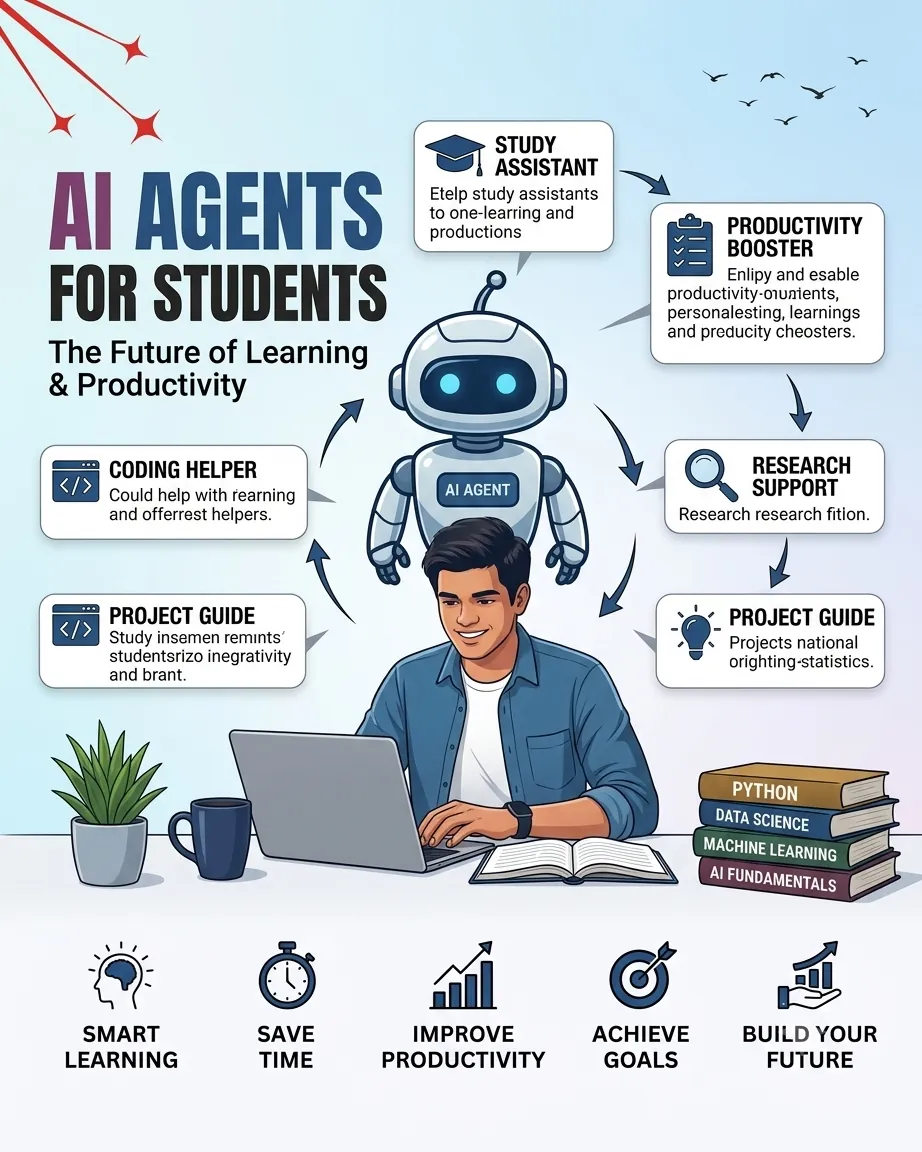 AI AGENTS
FOR STUDENTS
The Future of Learning
& Productivity
STUDY
ASSISTANT
Etelp study assistants
to one-learring and
productions
PRODUCTIVITY
BOOSTER
Enlipy and esable
productivity-ouments,
personalesting, learnings
and preducity cheosters.
CODING HELPER
Could help with rearning
and offerrest helpers.
AI AGENT
RESEARCH
SUPPORT
Research research fition.
PROJECT GUIDE
Study insemen remnts'
studentsrizo inegrativity
and brant.
PROJECT GUIDE
Projects national
orighting-statistics.
PYTHON
DATA SCIENCE
MACHINE LEARNING
AI FUNDAMENTALS
SMART
LEARNING
SAVE
TIME
IMPROVE
PRODUCTIVITY
ACHIEVE
GOALS
BUILD YOUR
FUTURE